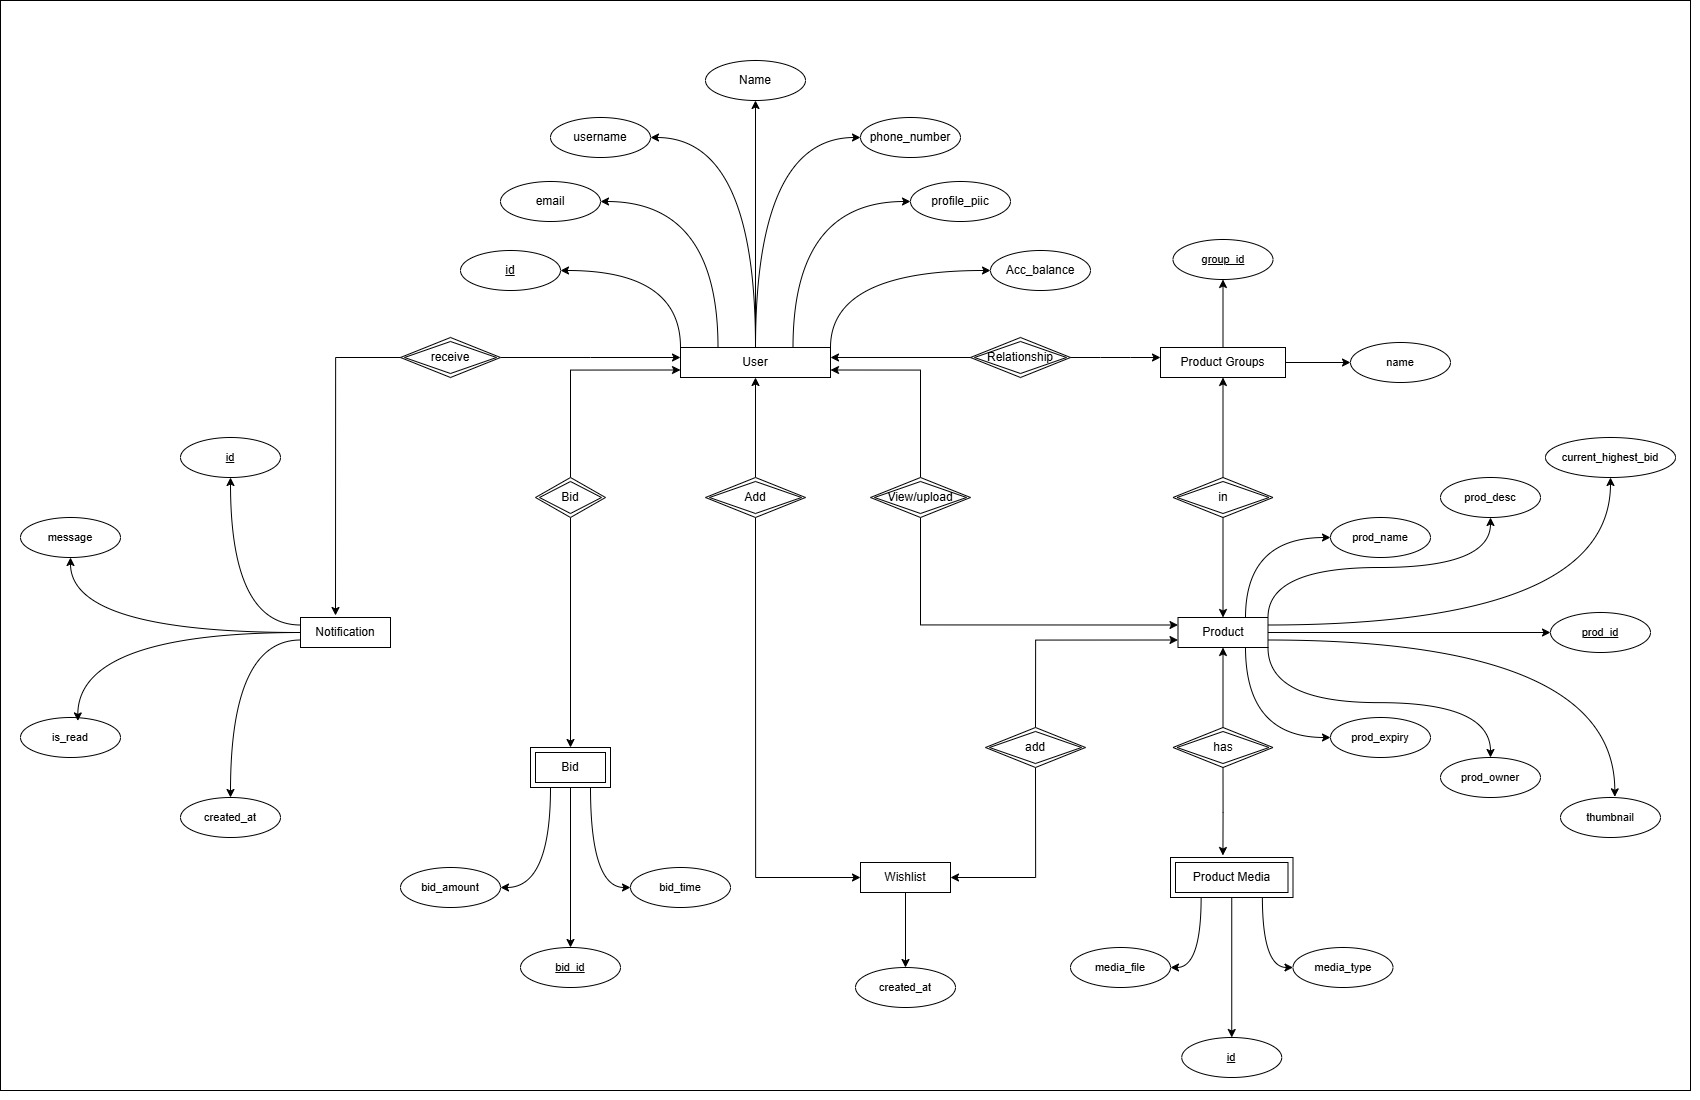 Name
username
phone_number
email
profile_piic
id
Acc_balance
group_id
receive
User
Relationship
Product Groups
name
id
current_highest_bid
Bid
Add
View/upload
in
prod_desc
message
prod_name
Notification
Product
prod_id
is_read
add
has
prod_expiry
Bid
prod_owner
created_at
thumbnail
bid_amount
bid_time
Wishlist
Product Media
bid_id
created_at
media_file
media_type
id